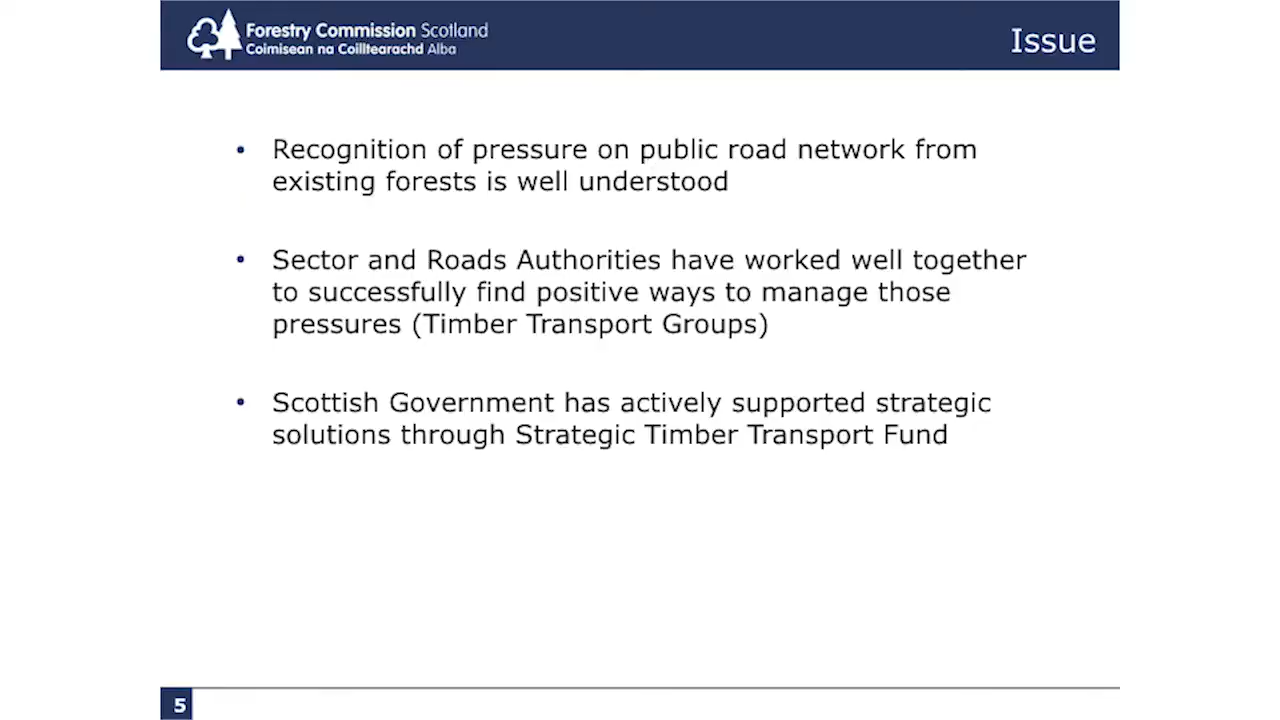 Forestry Commission Scotland
Coimisean na Coilltearachd Alba
Issue
• Recognition of pressure on public road network from
existing forests is well understood
• Sector and Roads Authorities have worked well together
to successfully find positive ways to manage those
pressures (Timber Transport Groups)
• Scottish Government has actively supported strategic
solutions through Strategic Timber Transport Fund
5